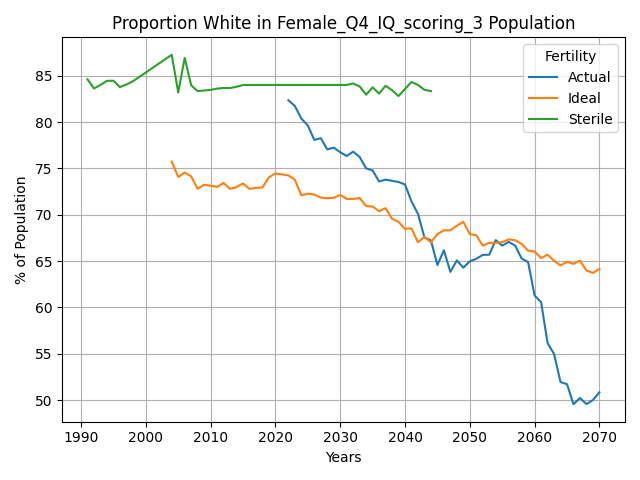 Proportion White in Female_Q4_IQ_scoring_3 Population
Fertility
Actual
Ideal
Sterile
% of Population
85
80
75
70
65
60
55
50
1990
2000
2010
2020
2030
2040
2050
2060
2070
Years